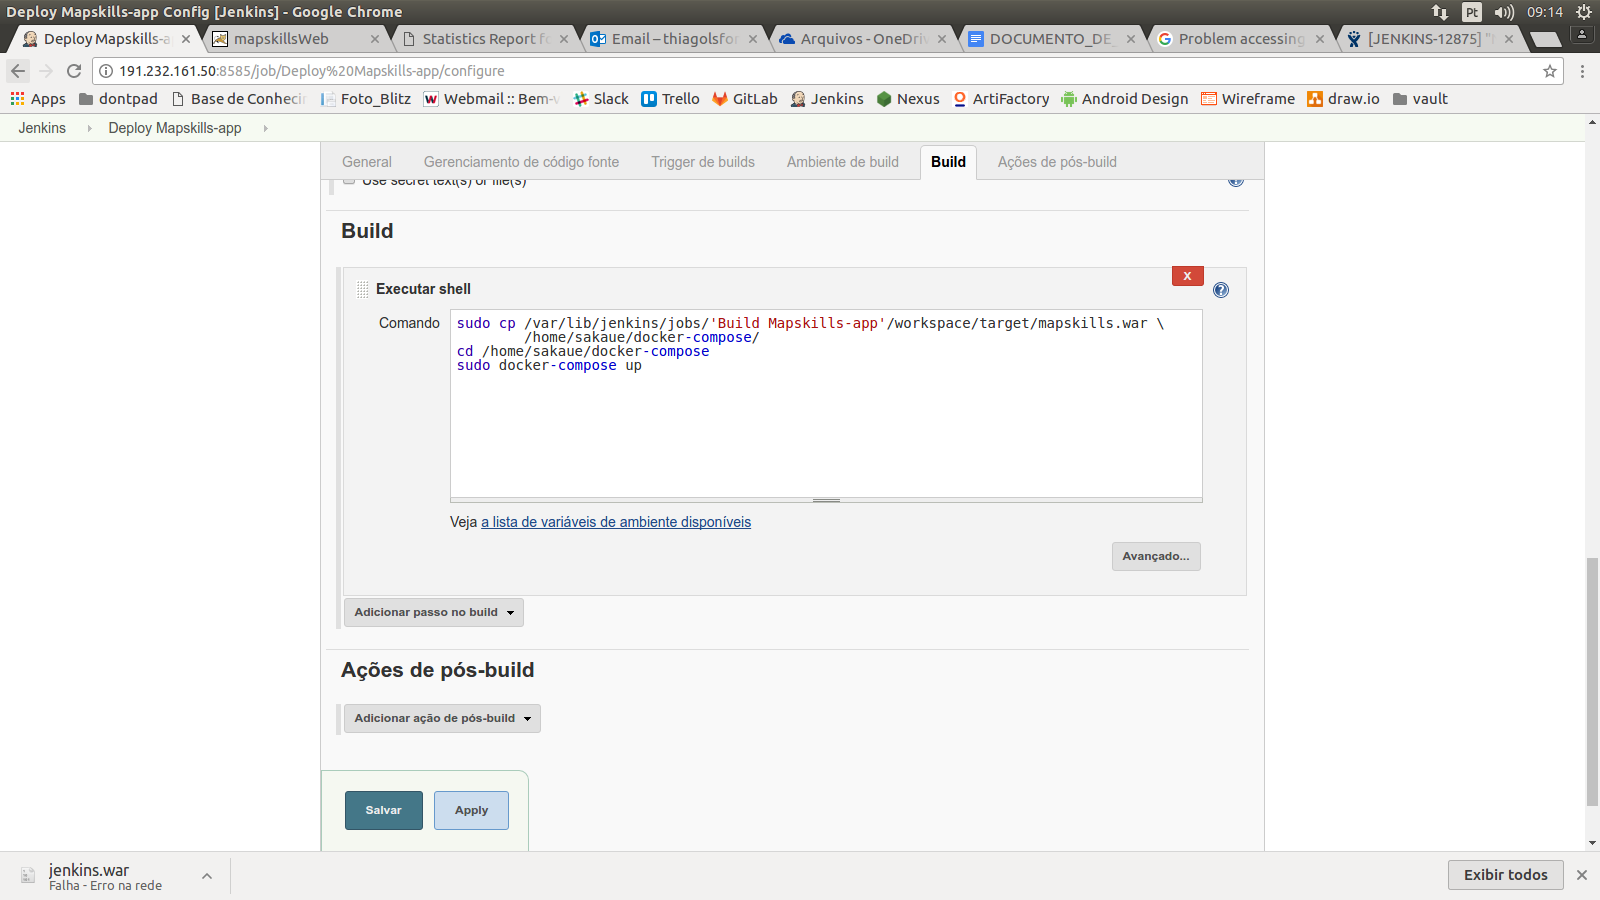 Deploy Mapskills-app Config [Jenkins] - Google Chrome
Pt
09:14
Deploy Mapskills-a
mapskillsWeb
Statistics Report fo
Email – thiagolsfor
Arquivos - OneDriv
DOCUMENTO_DE_
Problem accessing
[JENKINS-12875] "
191.232.161.50:8585/job/Deploy%20Mapskills-app/configure
Apps
dontpad
Base de Conhecin
Foto_Blitz
Webmail :: Bem-v
Slack
Trello
GitLab
Jenkins
Nexus
ArtiFactory
Android Design
Wireframe
draw.io
vault
Jenkins
Deploy Mapskills-app
General
Gerenciamento de código fonte
Trigger de builds
Ambiente de build
Build
Ações de pós-build
Use secret text(s) or file(s)
Build
X
Executar shell
Comando
sudo cp /var/lib/jenkins/jobs/'Build Mapskills-app'/workspace/target/mapskills.war \
/home/sakaue/docker-compose/
cd /home/sakaue/docker-compose
sudo docker-compose up
Veja a lista de variáveis de ambiente disponíveis
Avançado...
Adicionar passo no build
Ações de pós-build
Adicionar ação de pós-build
Salvar
Apply
jenkins.war
Falha - Erro na rede
Exibir todos